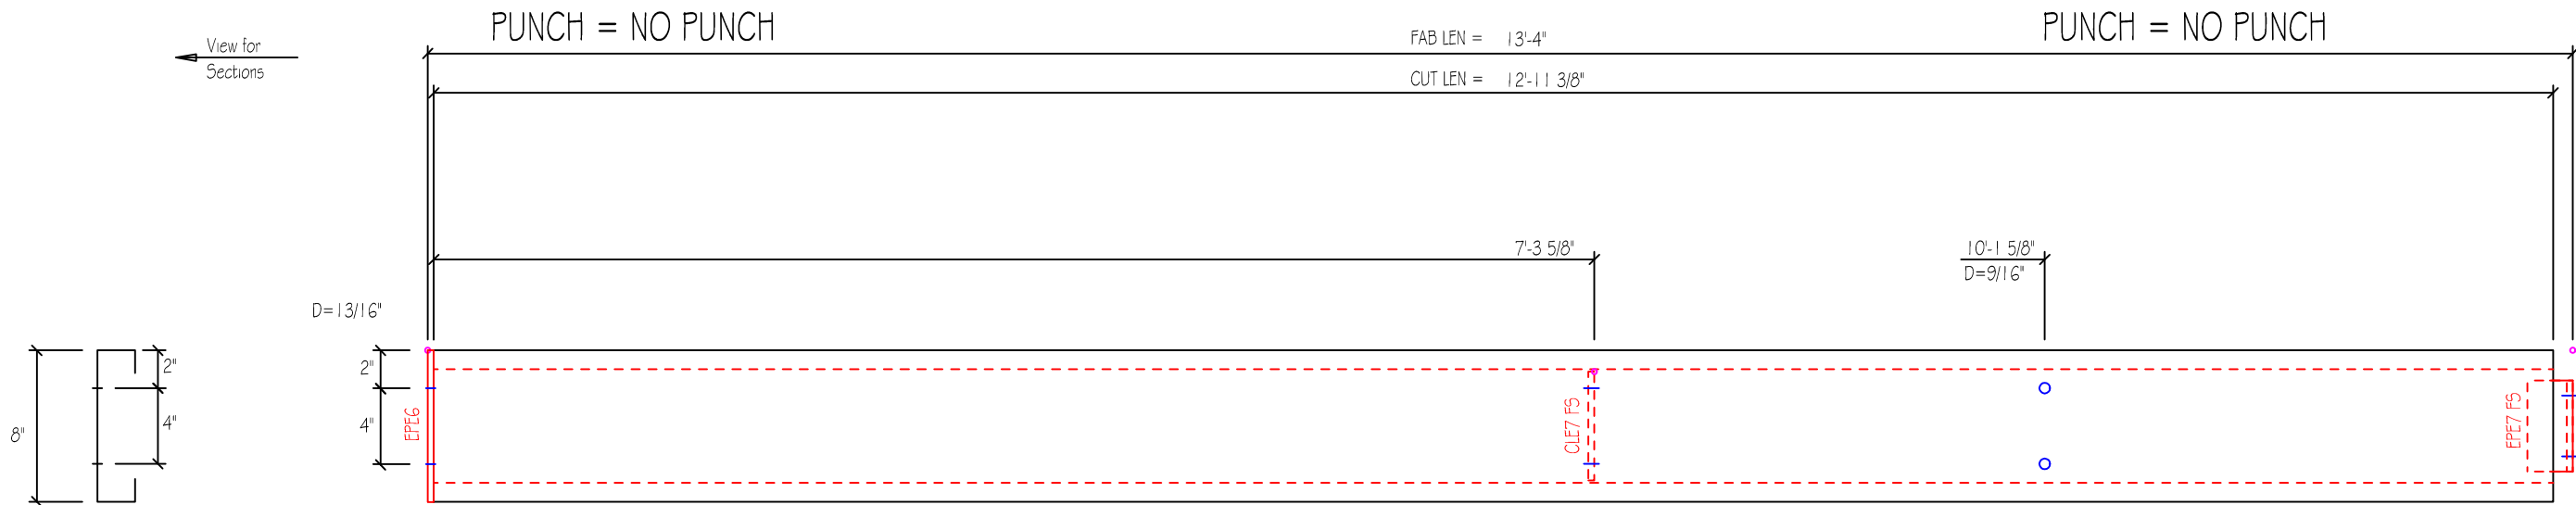 PUNCH = NO PUNCH
PUNCH = NO PUNCH
View for
Sections
FAB LEN = 13'-4"
CUT LEN = 12'-11 3/8"
7'-3 5/8"
10'-1 5/8"
D=9/16"
D=13/16"
2"
4"
8"
2"
4"
EPE6
CLE7 FS
EPE7 FS